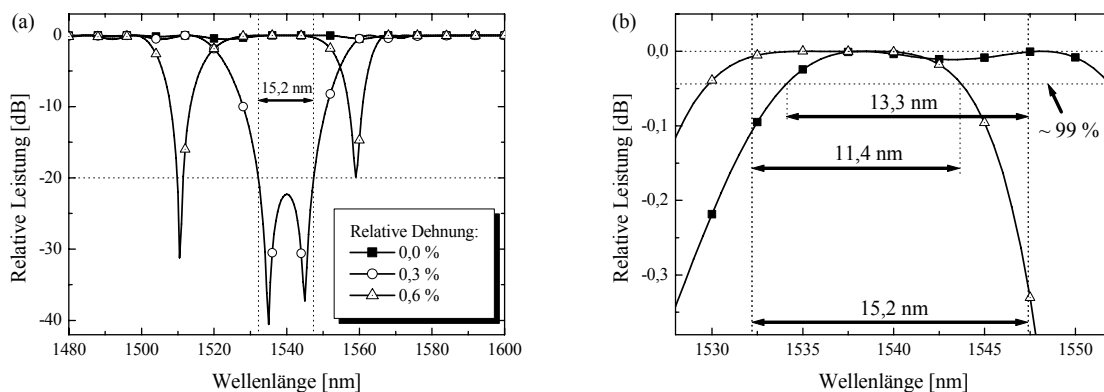 (a)
0
-10
-20
-30
-40
Relative Leistung [dB]
15,2 nm
Relative Dehnung:
0,0 %
0,3 %
0,6 %
1480
1500
1520
1540
1560
1580
1600
Wellenlänge [nm]
(b)
0,0
-0,1
-0,2
-0,3
Relative Leistung [dB]
13,3 nm
~ 99 %
11,4 nm
15,2 nm
1530
1535
1540
1545
1550
Wellenlänge [nm]